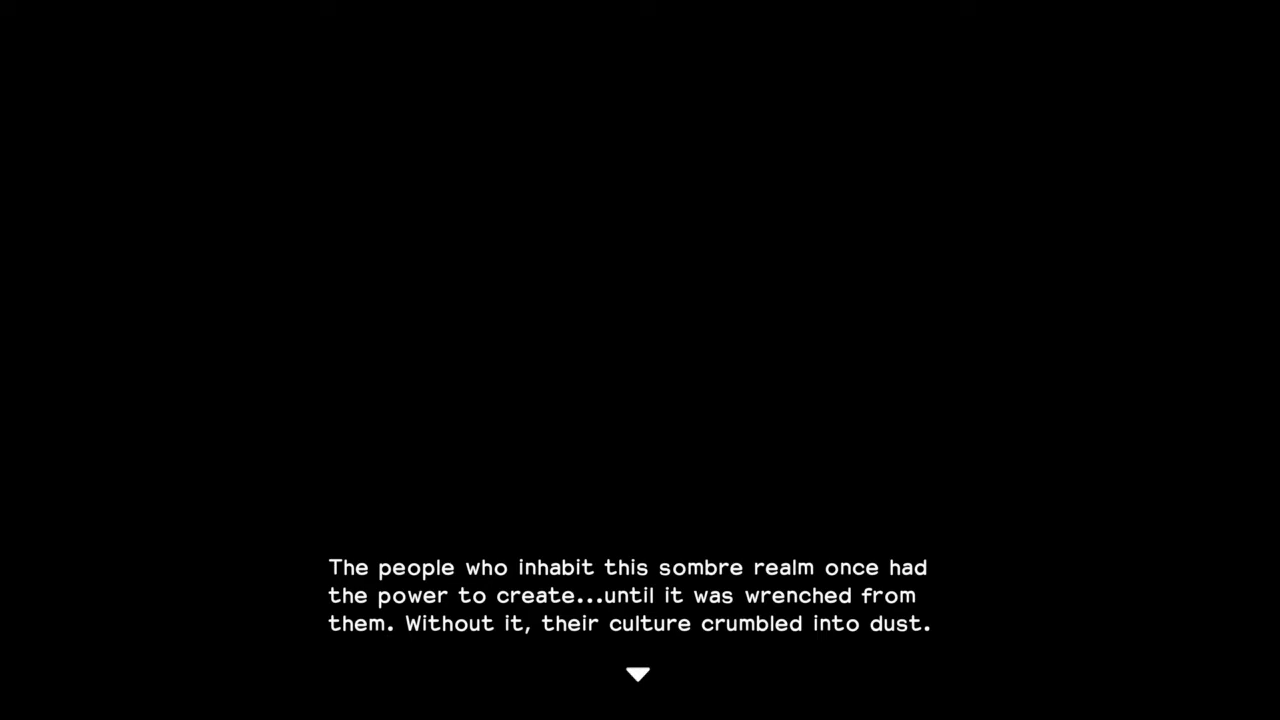 The people who inhabit this sombre realm once had
the power to create...until it was wrenched from
them. Without it, their culture crumbled into dust.